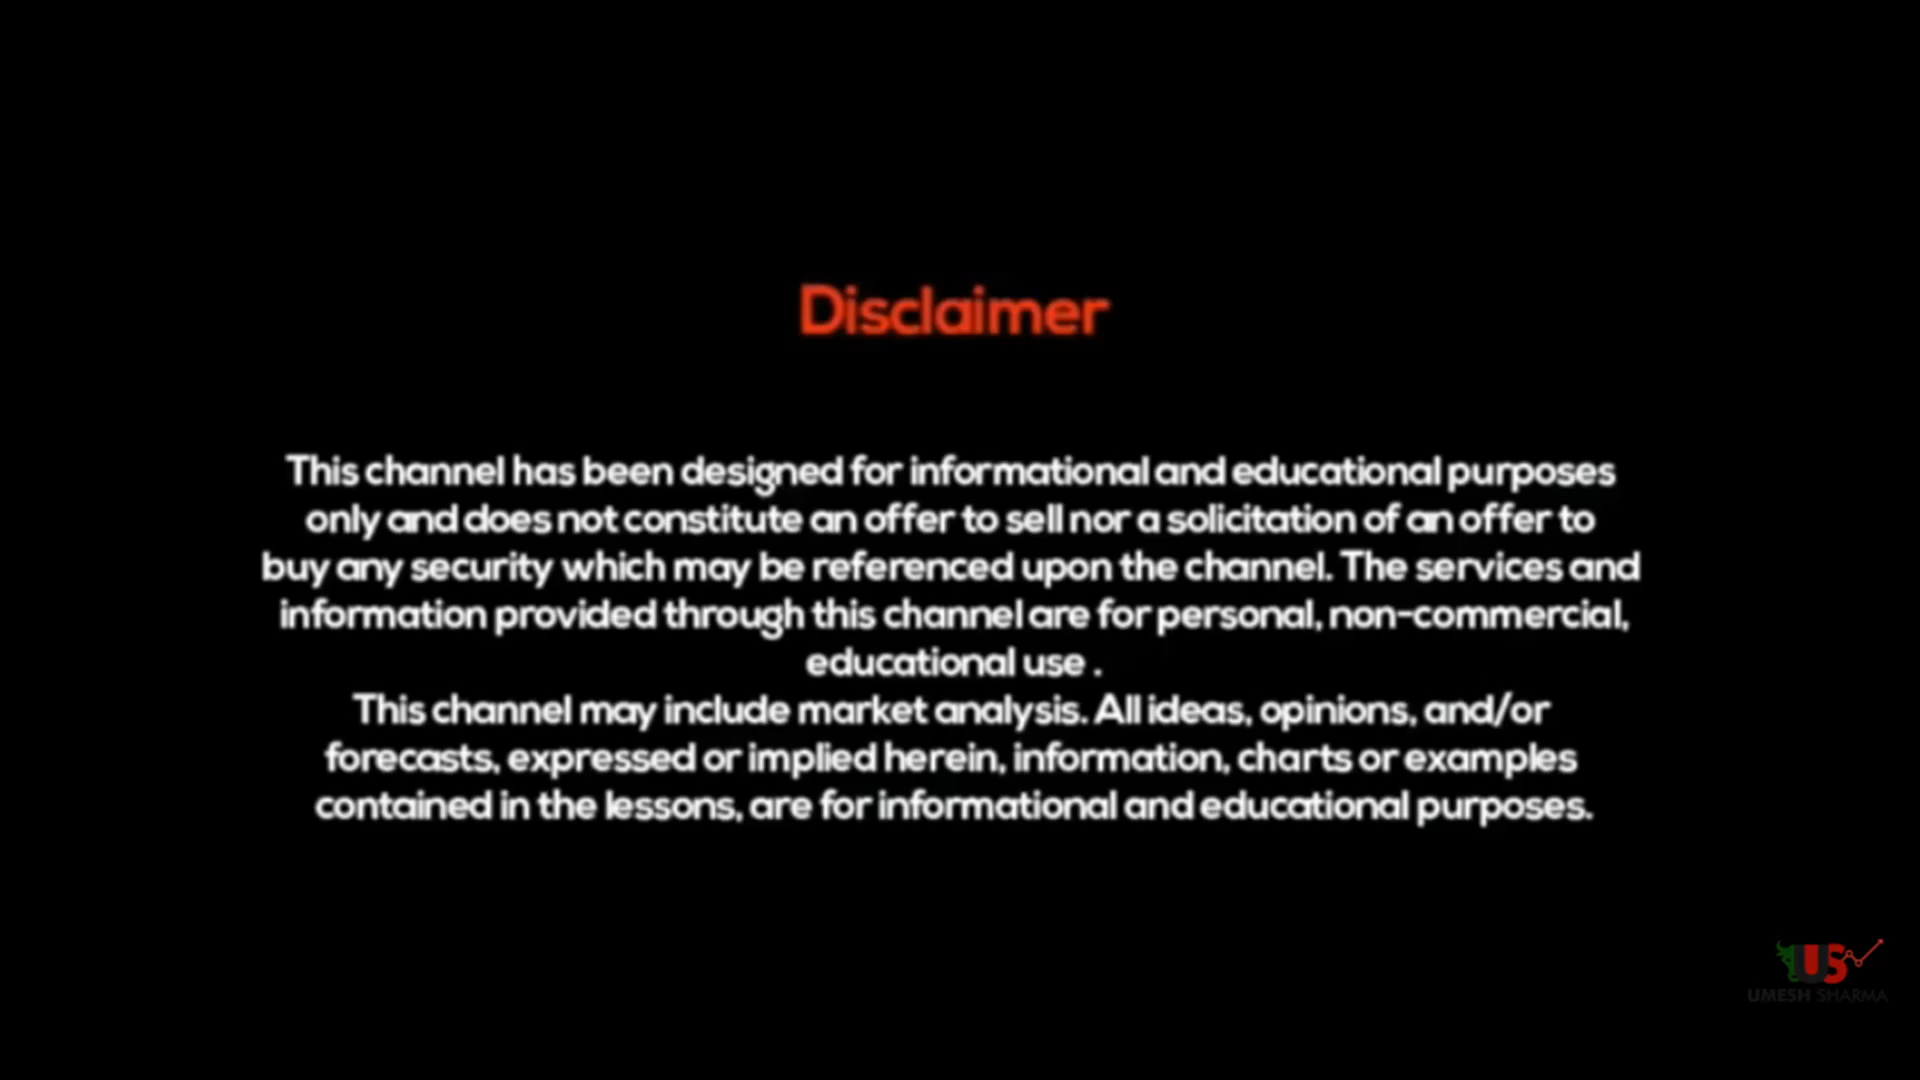 Disclaimer
This channel has been designed for informational and educational purposes
only and does not constitute an offer to sell nor a solicitation of an offer to
buy any security which may be referenced upon the channel. The services and
information provided through this channel are for personal, non-commercial,
educational use .
This channel may include market analysis. All ideas, opinions, and/or
forecasts, expressed or implied herein, information, charts or examples
contained in the lessons, are for informational and educational purposes.
US
UMESH SHARMA